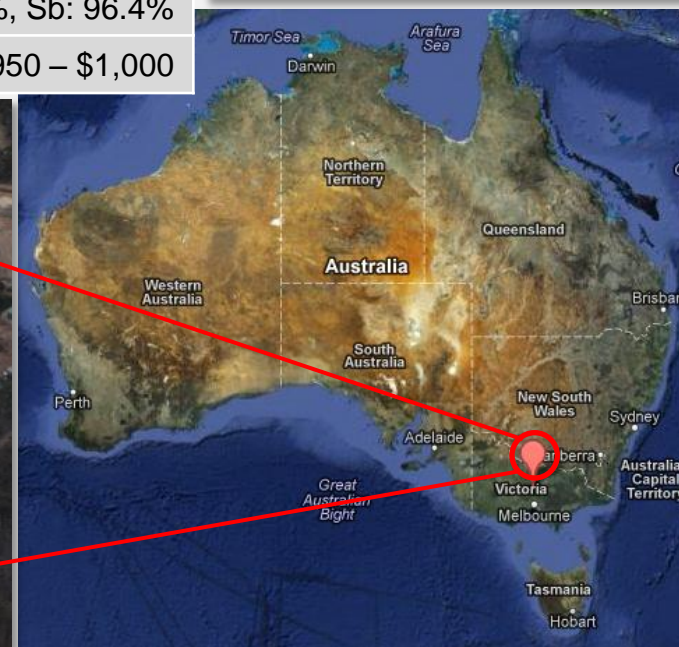 %, Sb: 96.4%
950 – $1,000
Timor Sea
Arafura
Sea
Darwin
Northern
Territory
Queensland
Australia
Western
Australia
Brisban
South
Australia
New South
Wales
Perth
Sydney
Adelaide
anberra
Australia
Capital
Territory
Great
Australian
Bight
Victoria
Melbourne
Tasmania
Hobart